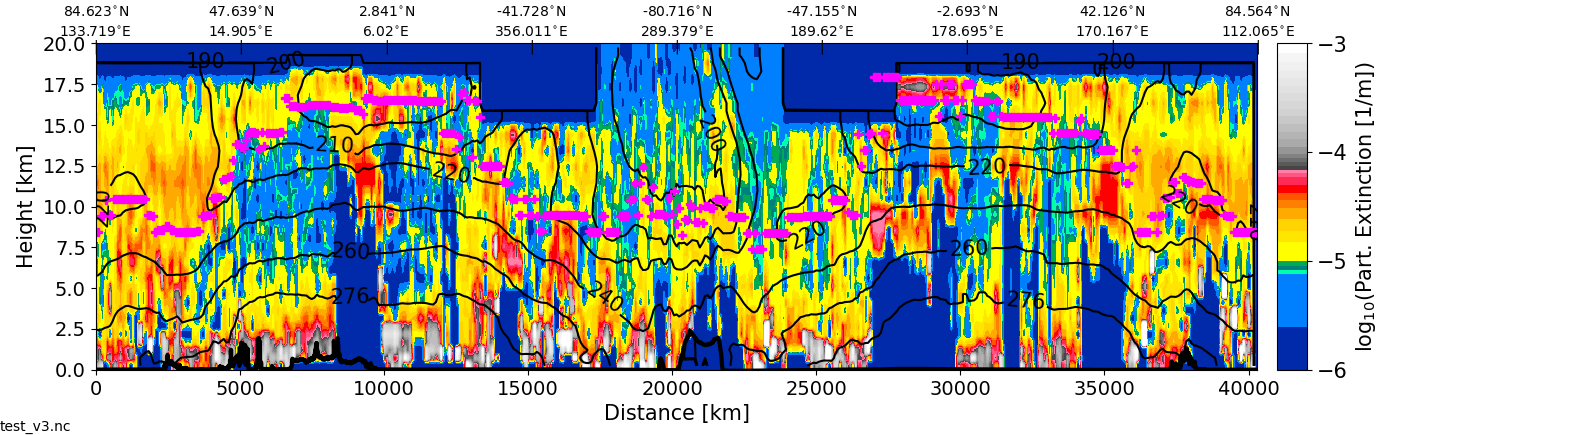 84.623°N 47.639°N 2.841°N -41.728°N -80.716°N -47.155°N -2.693°N 42.126°N 84.564°N
133.719°E 14.905°E 6.02°E 356.011°E 289.379°E 189.62°E 178.695°E 170.167°E 112.065°E
20.0
17.5
15.0
12.5
10.0
7.5
5.0
2.5
0.0
Height [km]
190 200 190 200
210 200
220 220
220 220 220
260 260
240
276 276
0 5000 10000 15000 20000 25000 30000 35000 40000
Distance [km]
−3
−4
−5
−6
log₁₀(Part. Extinction [1/m])
test_v3.nc